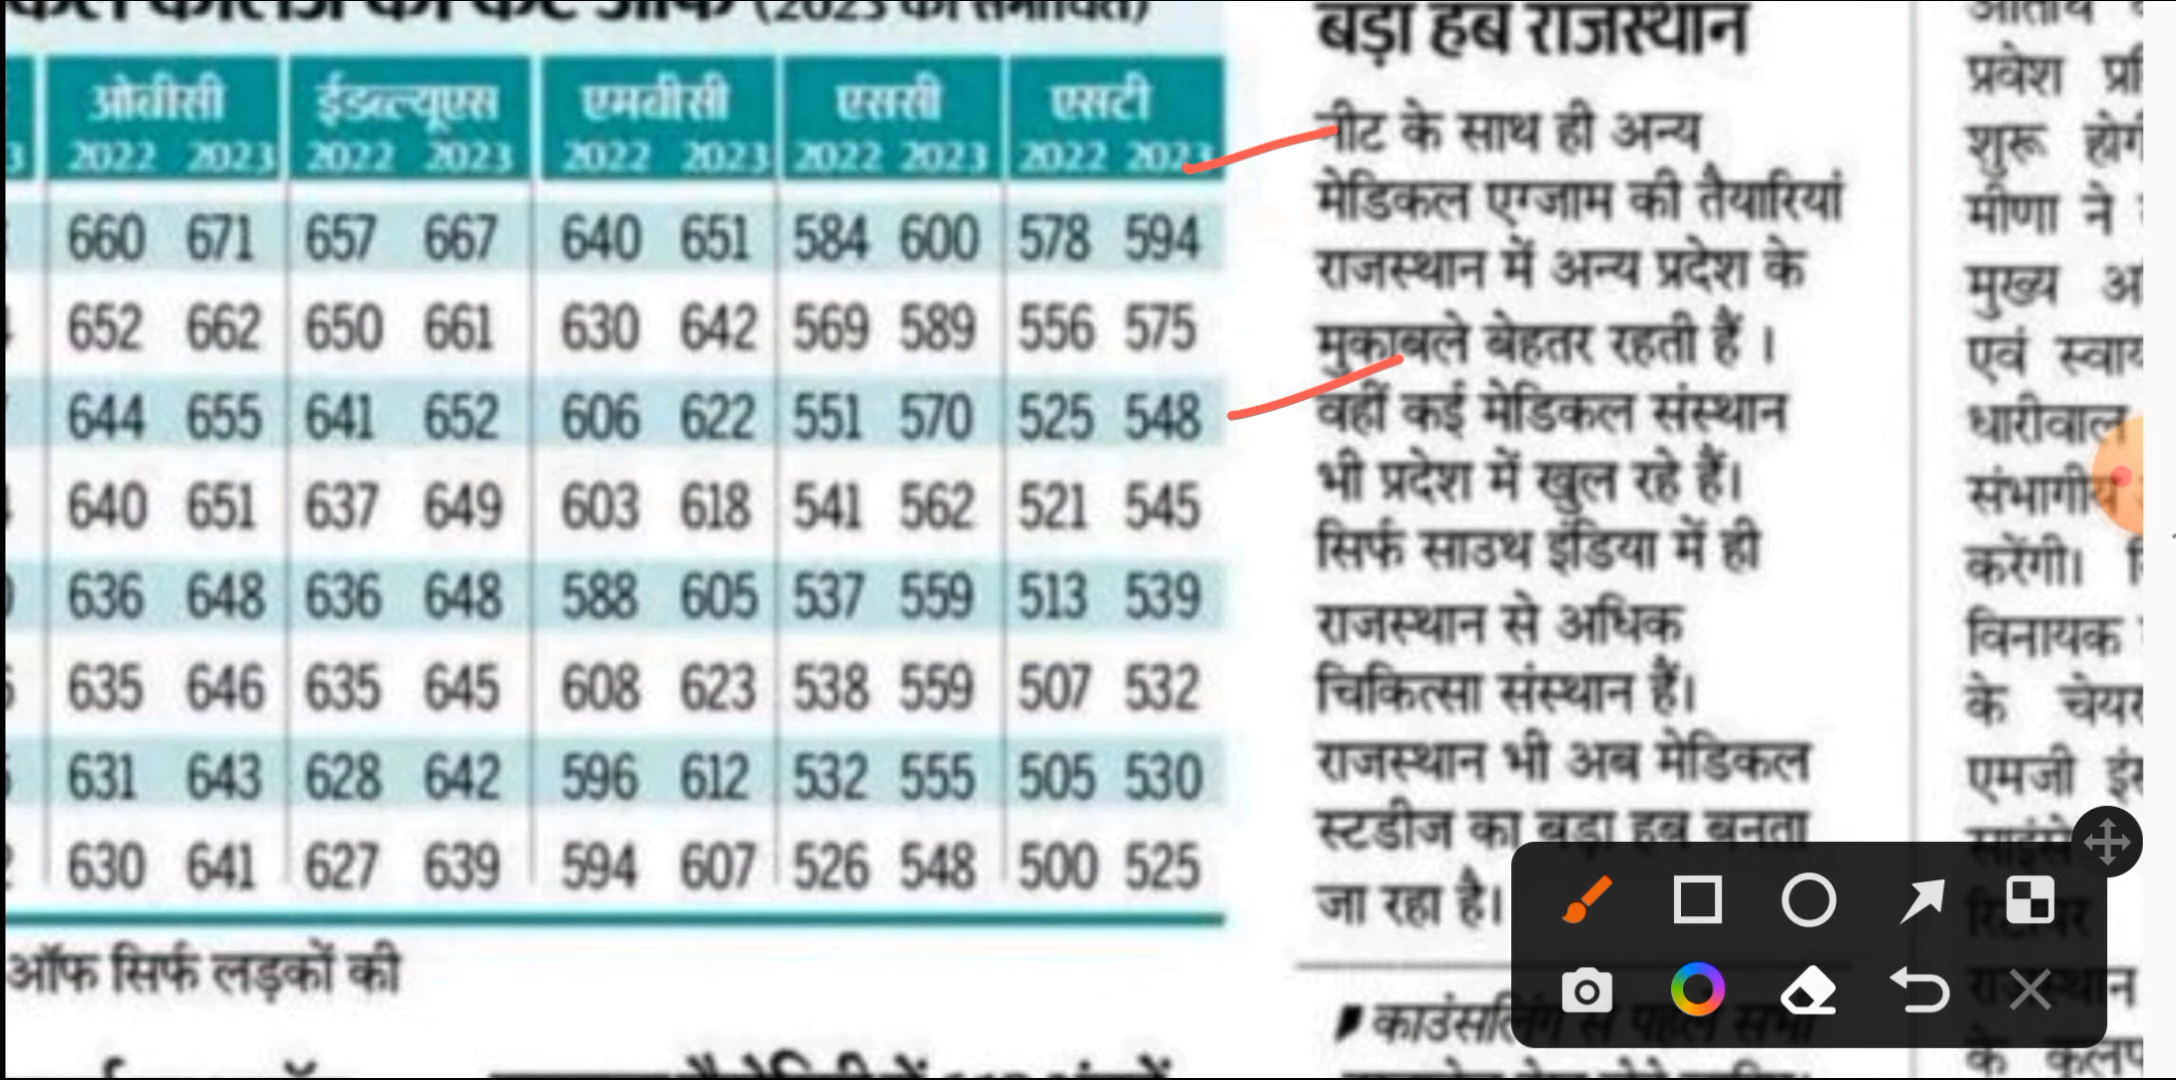 (2023 की संभावित)
ओबीसी ईडब्ल्यूएस एमबीसी एससी एसटी
2022 2023 2022 2023 2022 2023 2022 2023 2022 2023
660 671 657 667 640 651 584 600 578 594
652 662 650 661 630 642 569 589 556 575
644 655 641 652 606 622 551 570 525 548
640 651 637 649 603 618 541 562 521 545
636 648 636 648 588 605 537 559 513 539
635 646 635 645 608 623 538 559 507 532
631 643 628 642 596 612 532 555 505 530
630 641 627 639 594 607 526 548 500 525
ऑफ सिर्फ लड़कों की
बड़ा हब राजस्थान
नीट के साथ ही अन्य
मेडिकल एग्जाम की तैयारियां
राजस्थान में अन्य प्रदेश के
मुकाबले बेहतर रहती हैं ।
वहीं कई मेडिकल संस्थान
भी प्रदेश में खुल रहे हैं।
सिर्फ साउथ इंडिया में ही
राजस्थान से अधिक
चिकित्सा संस्थान हैं।
राजस्थान भी अब मेडिकल
स्टडीज का बड़ा हब बनता
जा रहा है।
काउंसलिंग से पहले सभी
प्रवेश
शुरू
मीणा ने
मुख्य
एवं
धारीवाल
करेंगी।
विनायक
के
एमजी
के